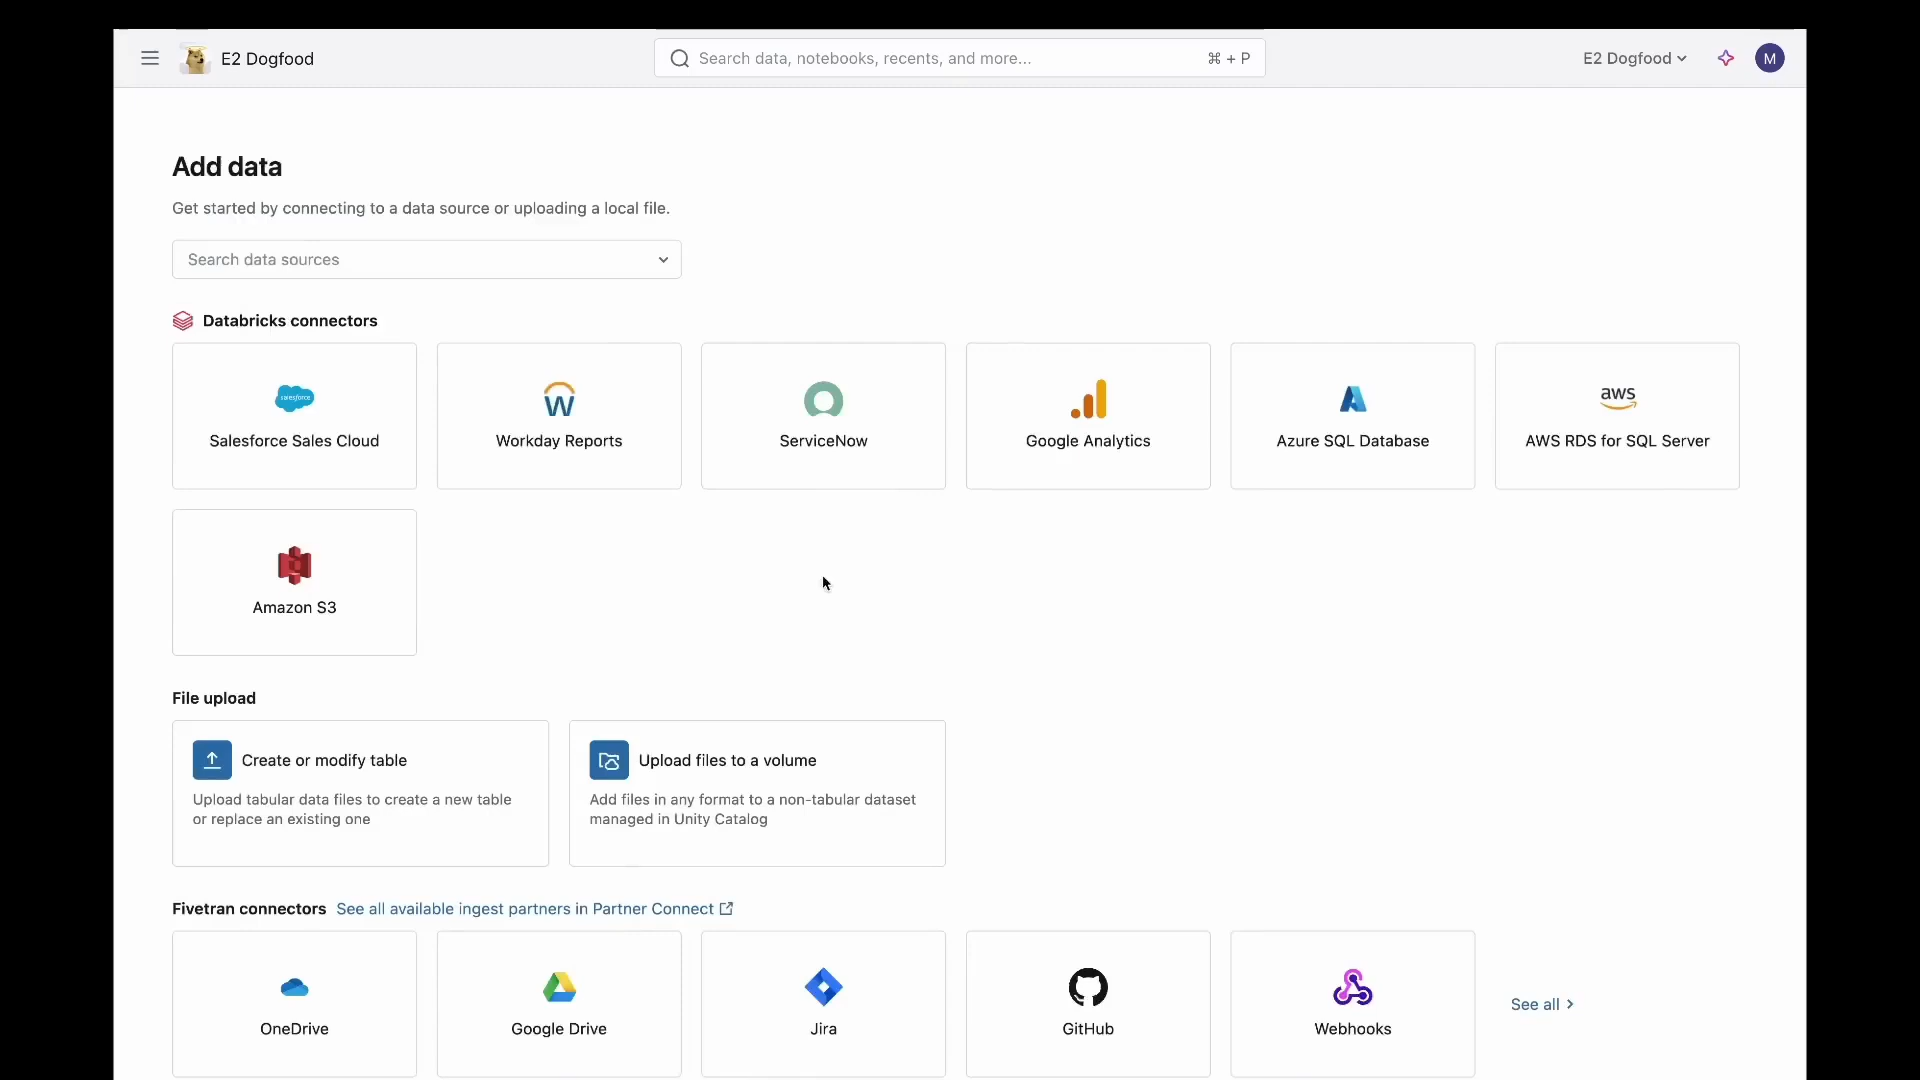 E2 Dogfood
Search data, notebooks, recents, and more...
⌘ + P
E2 Dogfood
M
Add data
Get started by connecting to a data source or uploading a local file.
Search data sources
Databricks connectors
salesforce
Salesforce Sales Cloud
Workday Reports
ServiceNow
Google Analytics
Azure SQL Database
aws
AWS RDS for SQL Server
Amazon S3
File upload
Create or modify table
Upload tabular data files to create a new table
or replace an existing one
Upload files to a volume
Add files in any format to a non-tabular dataset
managed in Unity Catalog
Fivetran connectors See all available ingest partners in Partner Connect
OneDrive
Google Drive
Jira
GitHub
Webhooks
See all